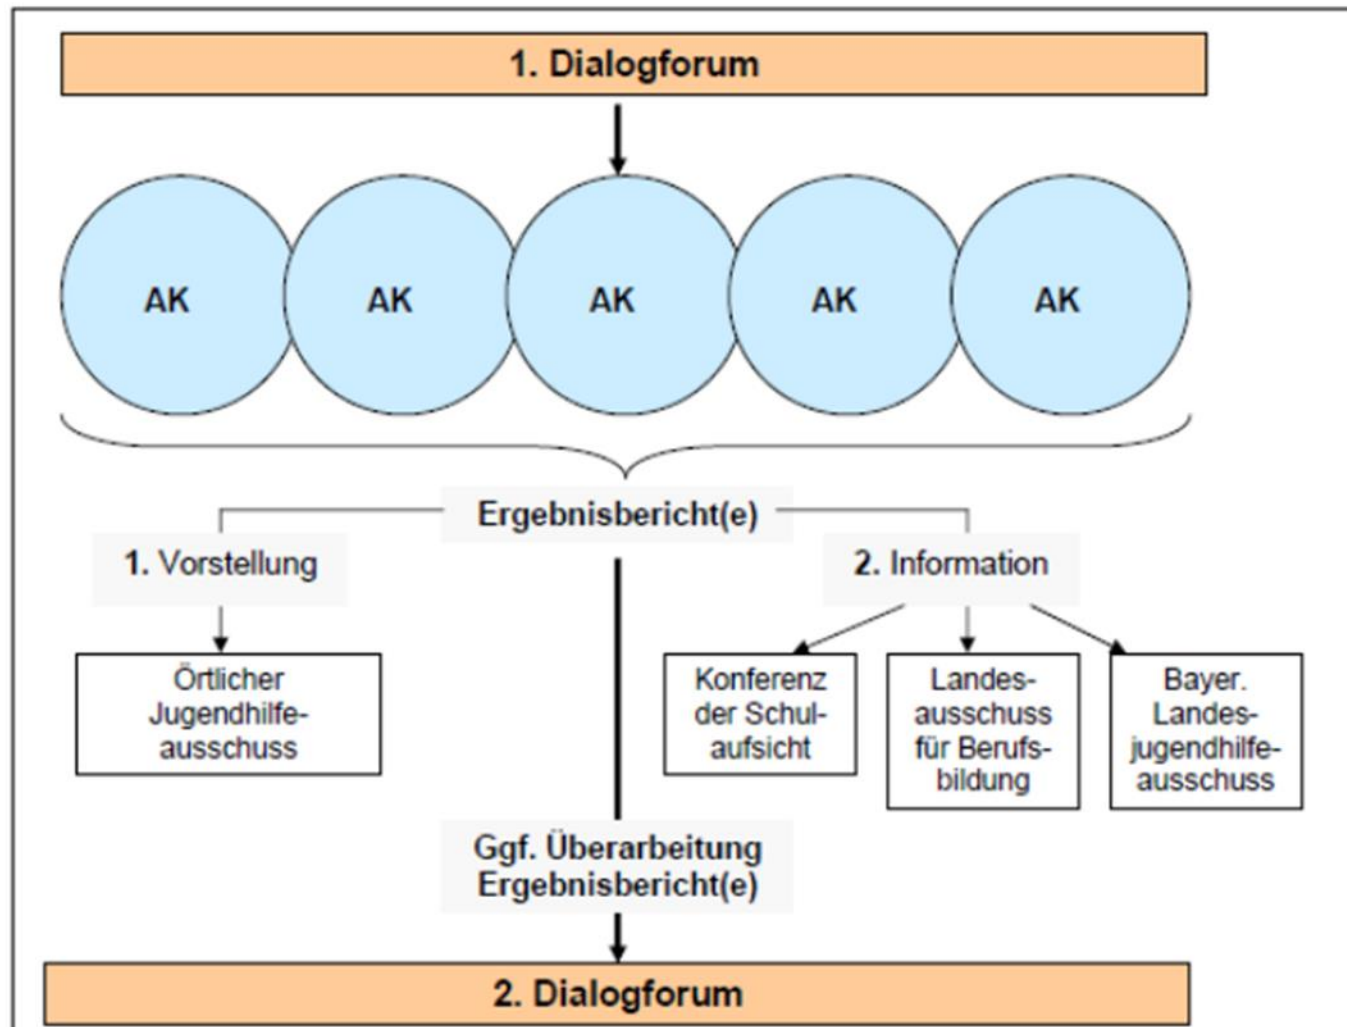 1. Dialogforum
AK
AK
AK
AK
AK
Ergebnisbericht(e)
1. Vorstellung
2. Information
Örtlicher
Jugendhilfe-
ausschuss
Konferenz
der Schul-
aufsicht
Landes-
ausschuss
für Berufs-
bildung
Bayer.
Landes-
jugendhilfe-
ausschuss
Ggf. Überarbeitung
Ergebnisbericht(e)
2. Dialogforum